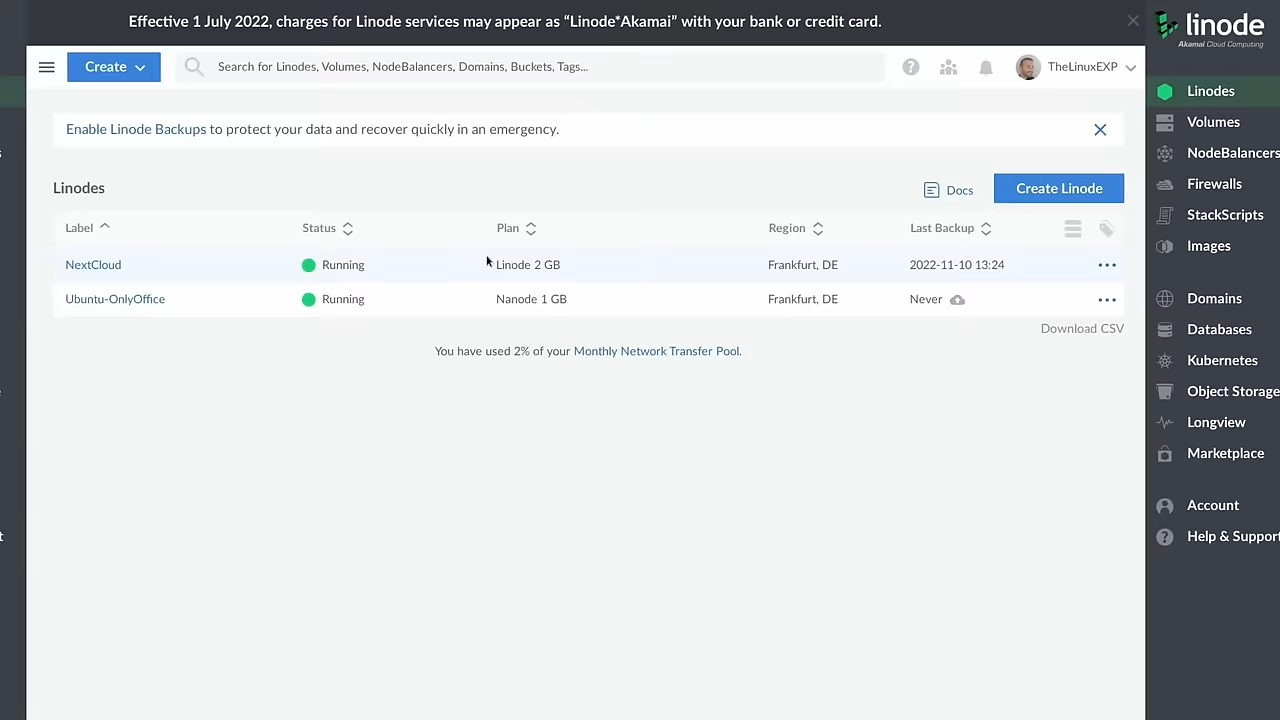 Effective 1 July 2022, charges for Linode services may appear as “Linode*Akamai” with your bank or credit card.
linode
Akamai Cloud Computing
Create
Search for Linodes, Volumes, NodeBalancers, Domains, Buckets, Tags...
TheLinuxEXP
Enable Linode Backups to protect your data and recover quickly in an emergency.
Linodes
Docs
Create Linode
Label Status Plan Region Last Backup
NextCloud Running Linode 2 GB Frankfurt, DE 2022-11-10 13:24
Ubuntu-OnlyOffice Running Nanode 1 GB Frankfurt, DE Never
Download CSV
You have used 2% of your Monthly Network Transfer Pool.
Linodes
Volumes
NodeBalancers
Firewalls
StackScripts
Images
Domains
Databases
Kubernetes
Object Storage
Longview
Marketplace
Account
Help & Support